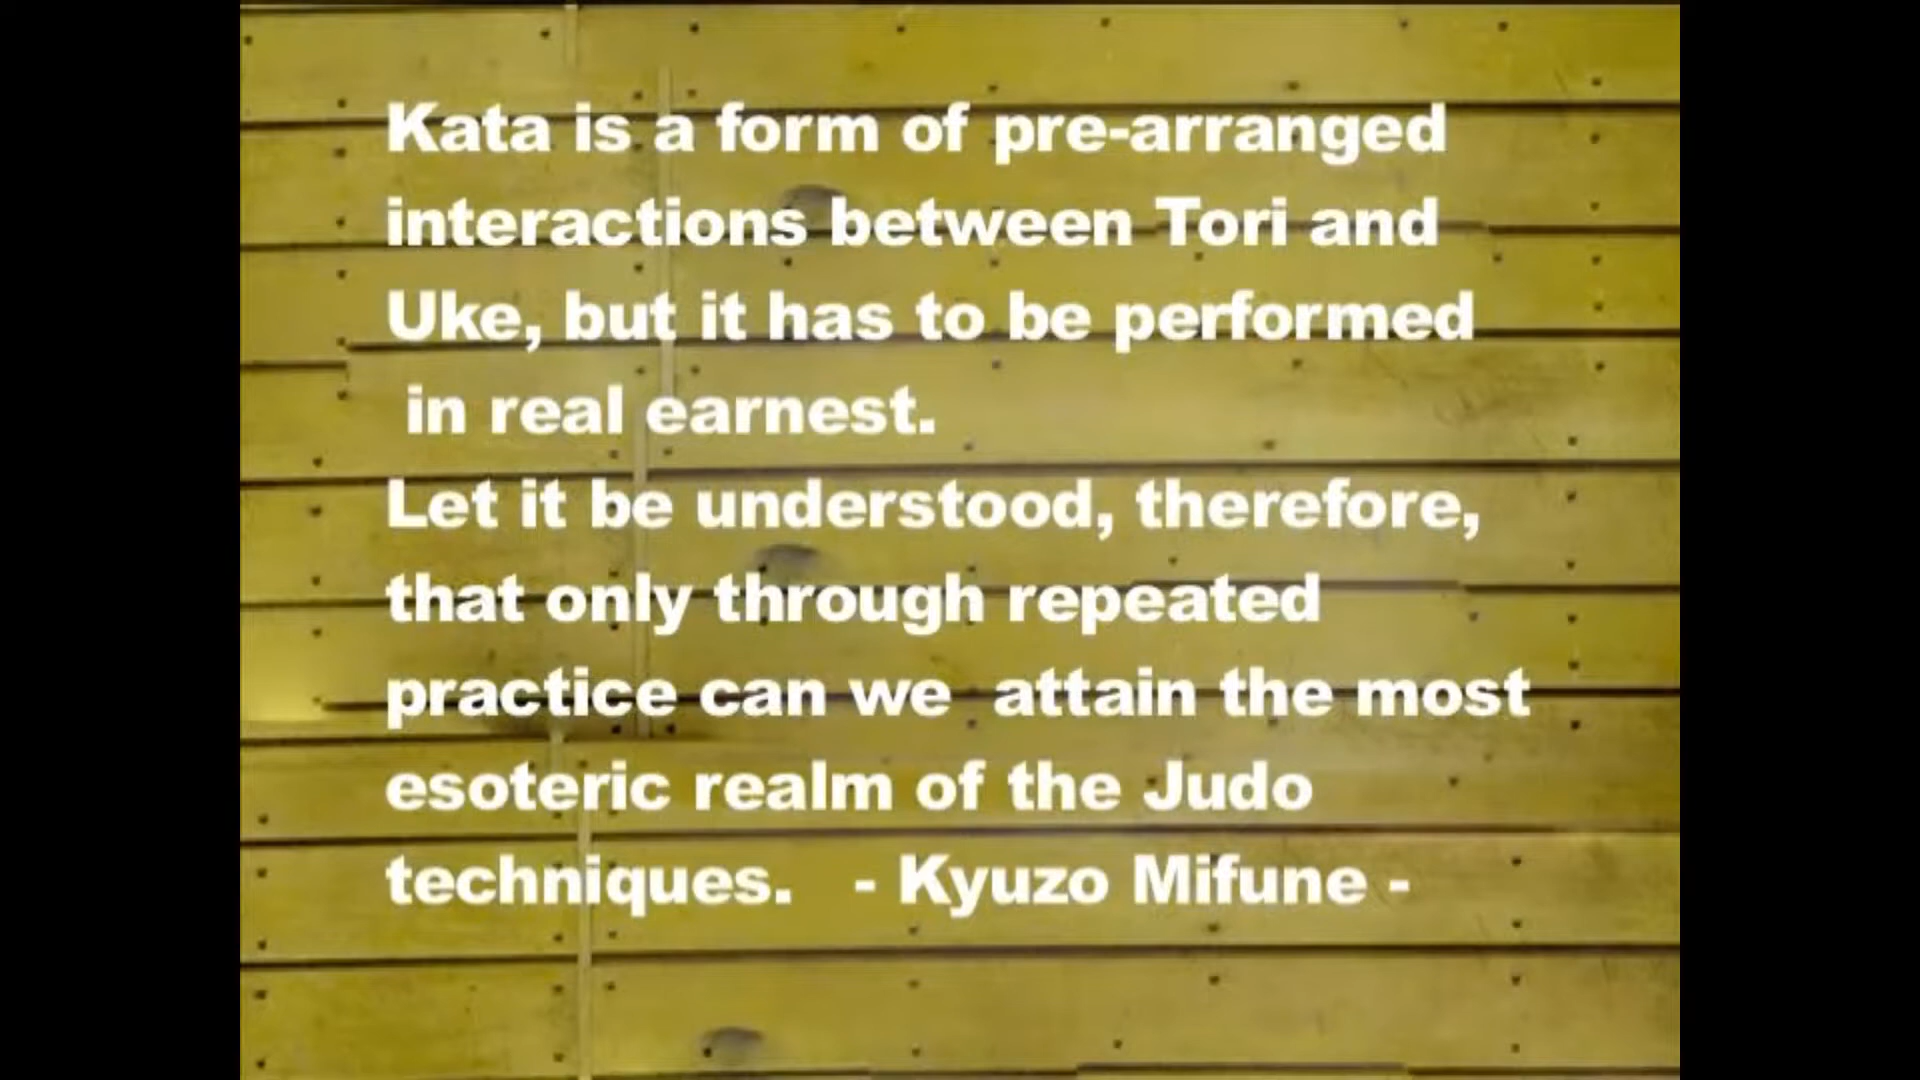 Kata is a form of pre-arranged
interactions between Tori and
Uke, but it has to be performed
in real earnest.
Let it be understood, therefore,
that only through repeated
practice can we attain the most
esoteric realm of the Judo
techniques. - Kyuzo Mifune -